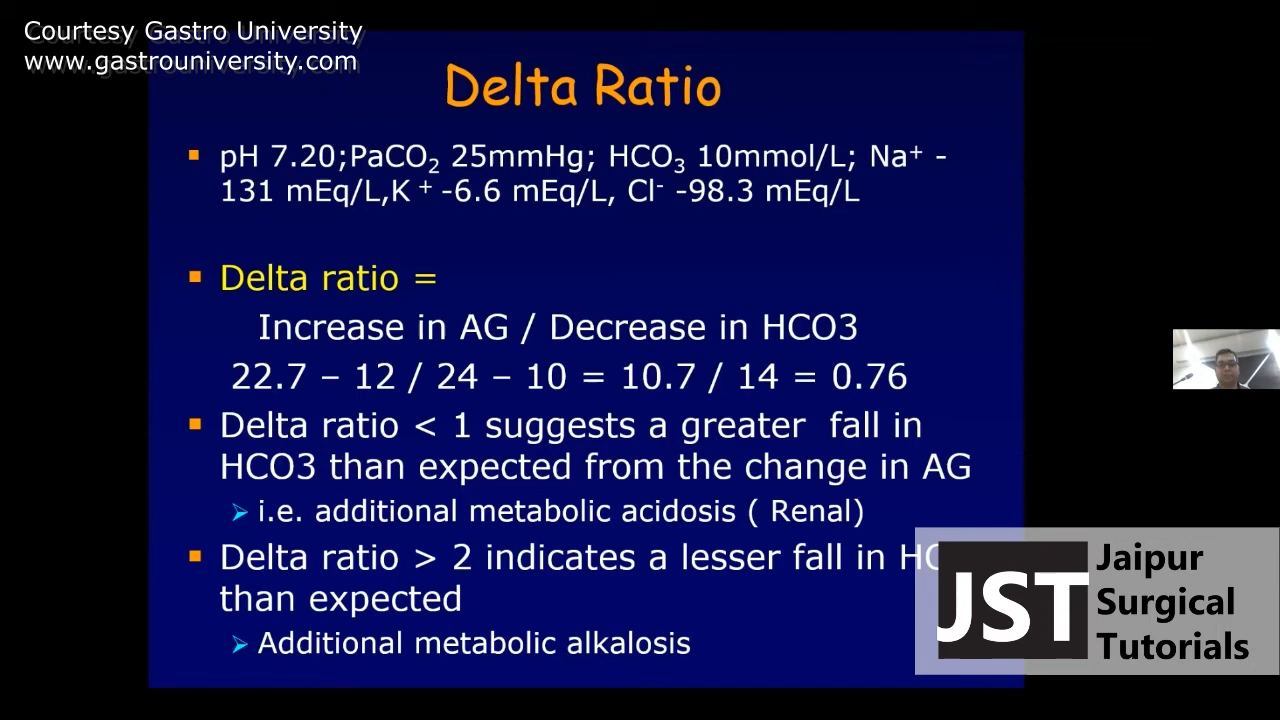 Courtesy Gastro University
www.gastrouniversity.com
Delta Ratio
pH 7.20;PaCO₂ 25mmHg; HCO₃ 10mmol/L; Na⁺ -
131 mEq/L,K ⁺ -6.6 mEq/L, Cl⁻ -98.3 mEq/L
Delta ratio =
Increase in AG / Decrease in HCO3
22.7 – 12 / 24 – 10 = 10.7 / 14 = 0.76
Delta ratio < 1 suggests a greater fall in
HCO3 than expected from the change in AG
i.e. additional metabolic acidosis ( Renal)
Delta ratio > 2 indicates a lesser fall in
than expected
Additional metabolic alkalosis
JST
Jaipur
Surgical
Tutorials